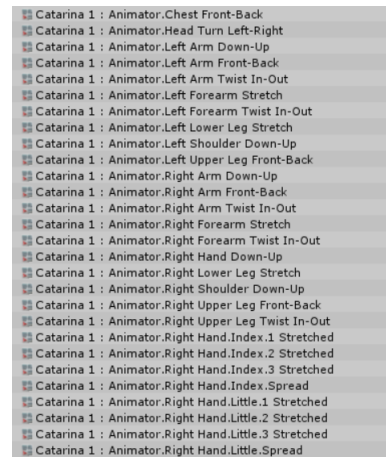 Catarina 1 : Animator.Chest Front-Back
Catarina 1 : Animator.Head Turn Left-Right
Catarina 1 : Animator.Left Arm Down-Up
Catarina 1 : Animator.Left Arm Front-Back
Catarina 1 : Animator.Left Arm Twist In-Out
Catarina 1 : Animator.Left Forearm Stretch
Catarina 1 : Animator.Left Forearm Twist In-Out
Catarina 1 : Animator.Left Lower Leg Stretch
Catarina 1 : Animator.Left Shoulder Down-Up
Catarina 1 : Animator.Left Upper Leg Front-Back
Catarina 1 : Animator.Right Arm Down-Up
Catarina 1 : Animator.Right Arm Front-Back
Catarina 1 : Animator.Right Arm Twist In-Out
Catarina 1 : Animator.Right Forearm Stretch
Catarina 1 : Animator.Right Forearm Twist In-Out
Catarina 1 : Animator.Right Hand Down-Up
Catarina 1 : Animator.Right Lower Leg Stretch
Catarina 1 : Animator.Right Shoulder Down-Up
Catarina 1 : Animator.Right Upper Leg Front-Back
Catarina 1 : Animator.Right Upper Leg Twist In-Out
Catarina 1 : Animator.Right Hand.Index.1 Stretched
Catarina 1 : Animator.Right Hand.Index.2 Stretched
Catarina 1 : Animator.Right Hand.Index.3 Stretched
Catarina 1 : Animator.Right Hand.Index.Spread
Catarina 1 : Animator.Right Hand.Little.1 Stretched
Catarina 1 : Animator.Right Hand.Little.2 Stretched
Catarina 1 : Animator.Right Hand.Little.3 Stretched
Catarina 1 : Animator.Right Hand.Little.Spread